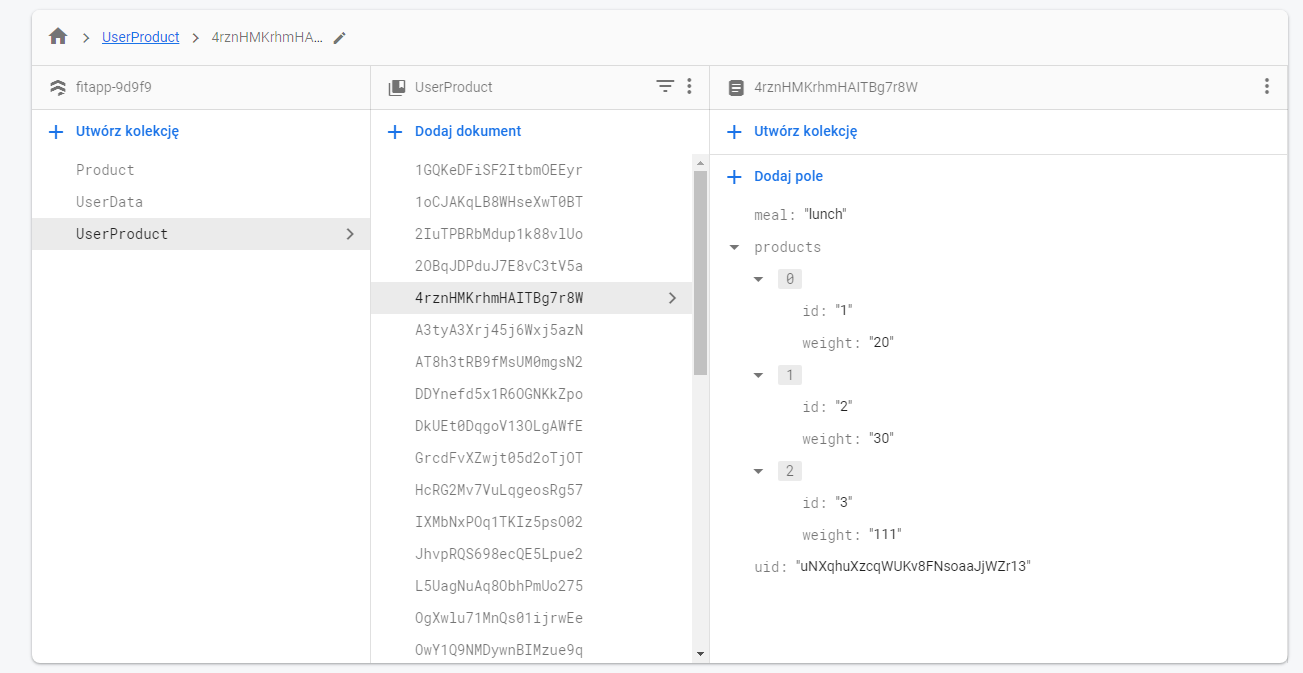 UserProduct > 4rznHMKrhmHA...
fitapp-9d9f9
Utwórz kolekcję
Product
UserData
UserProduct
UserProduct
Dodaj dokument
1GQKeDFiSF2ItbmOEEyr
1oCJAKqLB8WHseXwT0BT
2IuTPBRbMdup1k88vlUo
2OBqJDPduJ7E8vC3tV5a
4rznHMKrhmHAITBg7r8W
A3tyA3Xrj45j6Wxj5azN
AT8h3tRB9fMsUM0mgsN2
DDYnefd5x1R6OGNKkZpo
DkUEt0DqgoV13OLgAWfE
GrcdFvXZwjt05d2oTjOT
HcRG2Mv7VuLqgeosRg57
IXMbNxPOq1TKIz5psO02
JhvpRQS698ecQE5Lpue2
L5UagNuAq8ObhPmUo275
OgXwlu71MnQs01ijrwEe
OwY1Q9NMDywnBIMzue9q
4rznHMKrhmHAITBg7r8W
Utwórz kolekcję
Dodaj pole
meal: "lunch"
products
0
id: "1"
weight: "20"
1
id: "2"
weight: "30"
2
id: "3"
weight: "111"
uid: "uNXqhuXzcqWUKv8FNsoaaJjWZr13"